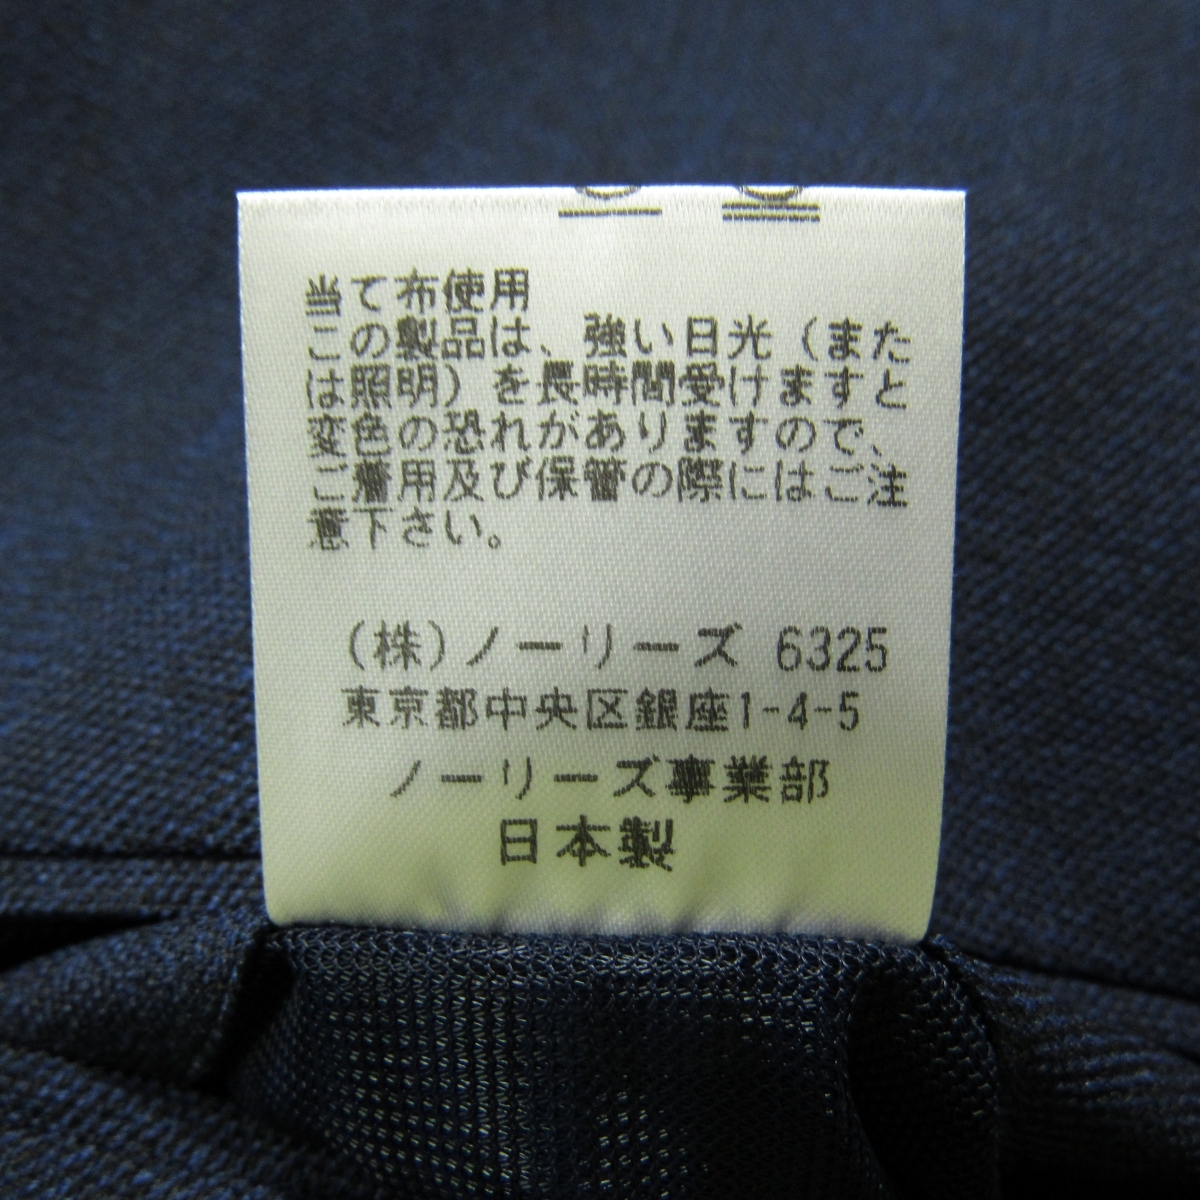 当て布使用
この製品は、強い日光（また
は照明）を長時間受けますと
変色の恐れがありますので、
ご着用及び保管の際にはご注
意下さい。
(株)ノーリーズ 6325
東京都中央区銀座1-4-5
ノーリーズ事業部
日本製